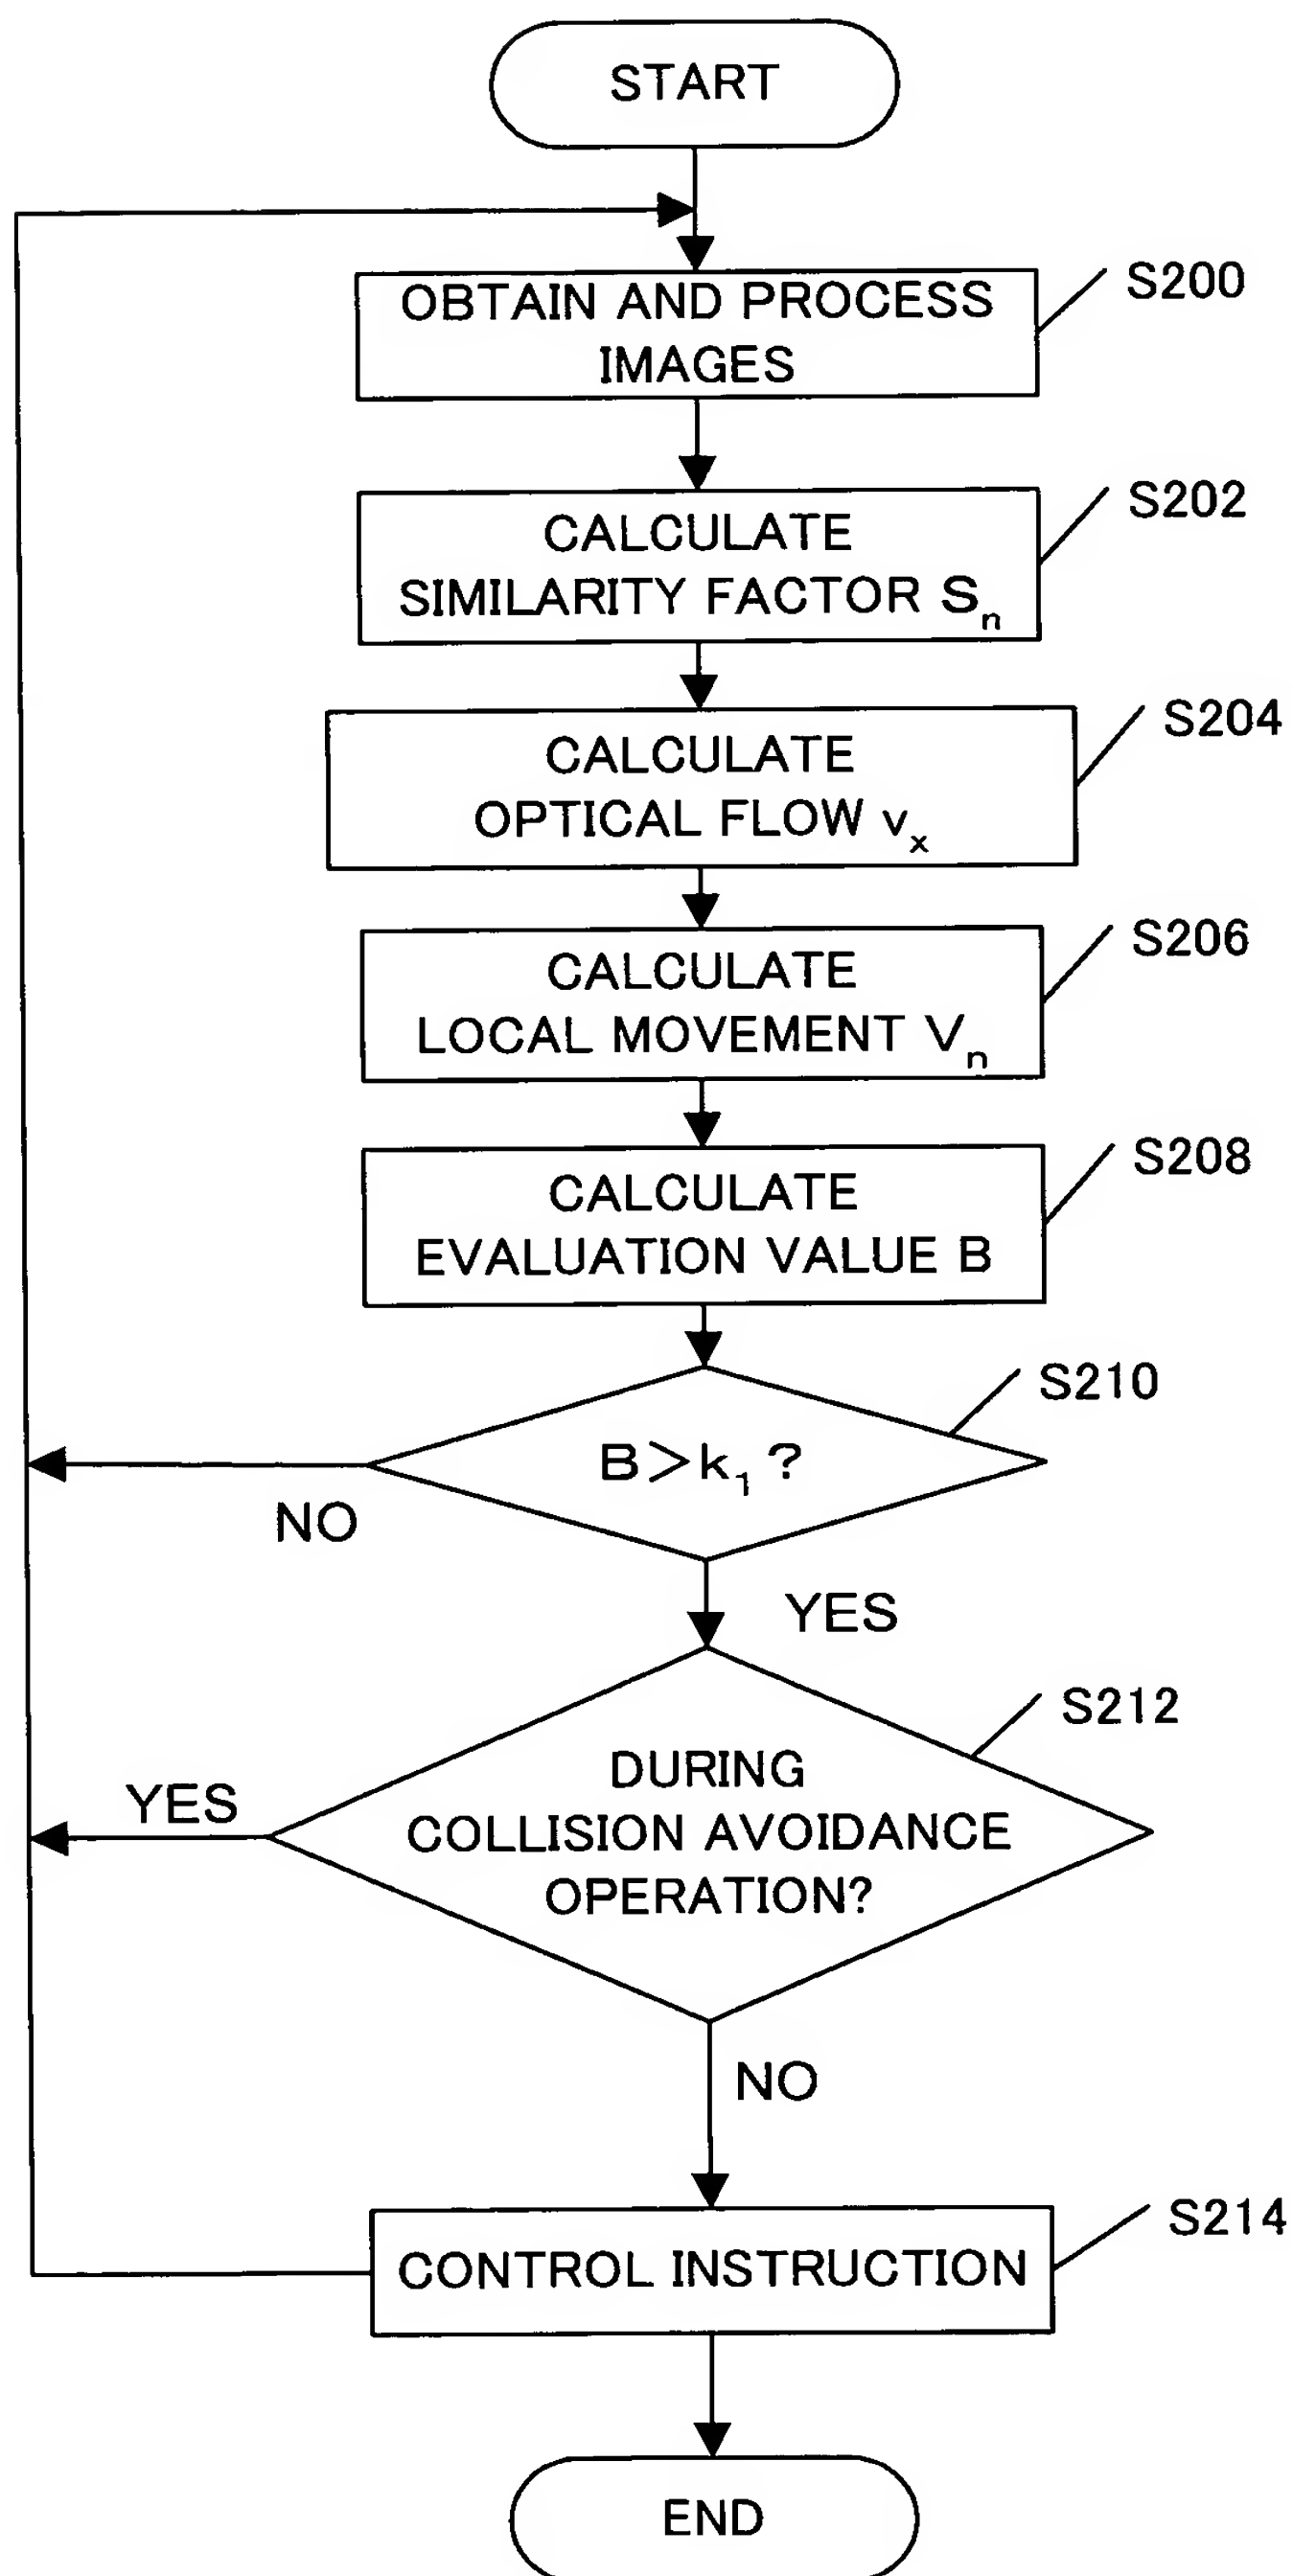 START
OBTAIN AND PROCESS
IMAGES
S200
CALCULATE
SIMILARITY FACTOR Sn
S202
CALCULATE
OPTICAL FLOW vx
S204
CALCULATE
LOCAL MOVEMENT Vn
S206
CALCULATE
EVALUATION VALUE B
S208
B>k1?
S210
NO
YES
DURING
COLLISION AVOIDANCE
OPERATION?
S212
YES
NO
CONTROL INSTRUCTION
S214
END